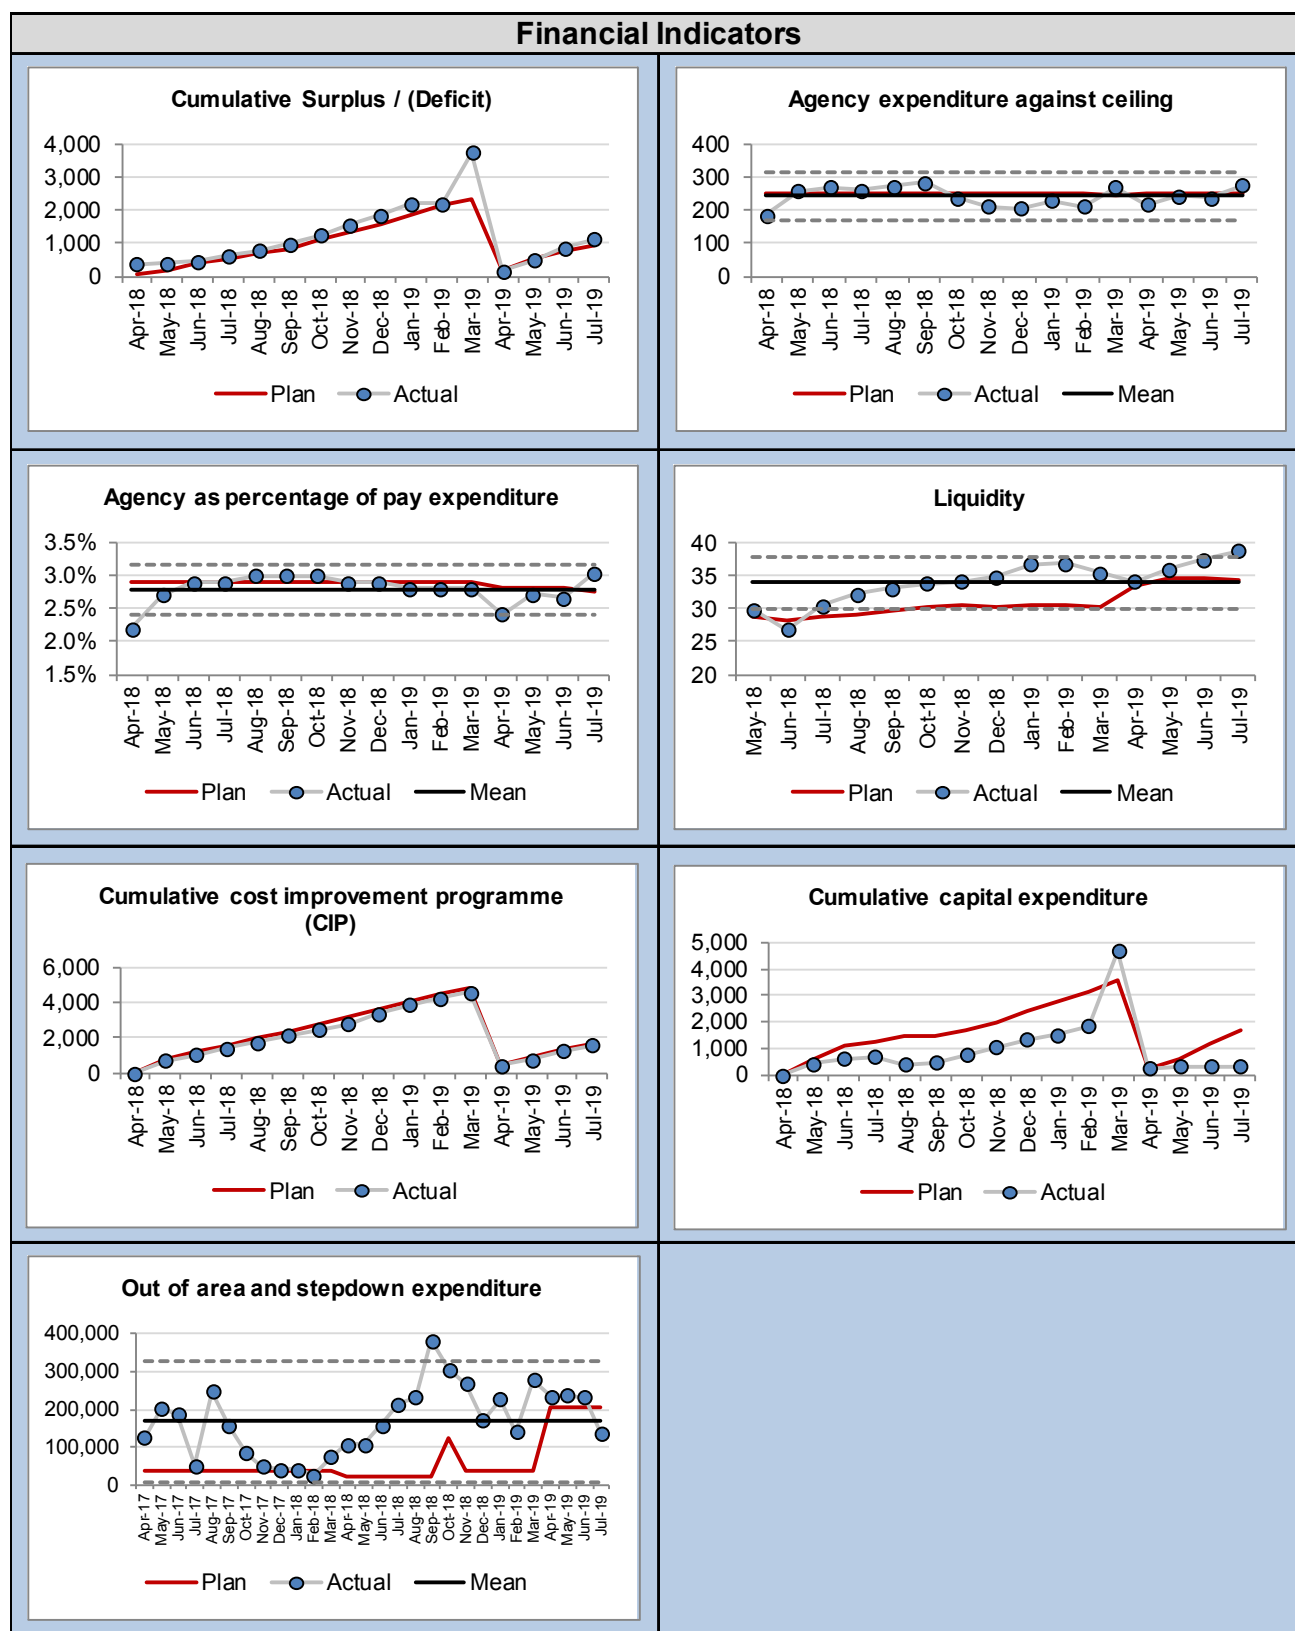 Financial Indicators
Cumulative Surplus / (Deficit)
4,000
3,000
2,000
1,000
0
Apr-18 May-18 Jun-18 Jul-18 Aug-18 Sep-18 Oct-18 Nov-18 Dec-18 Jan-19 Feb-19 Mar-19 Apr-19 May-19 Jun-19 Jul-19
Plan Actual
Agency expenditure against ceiling
400
300
200
100
0
Apr-18 May-18 Jun-18 Jul-18 Aug-18 Sep-18 Oct-18 Nov-18 Dec-18 Jan-19 Feb-19 Mar-19 Apr-19 May-19 Jun-19 Jul-19
Plan Actual Mean
Agency as percentage of pay expenditure
3.5%
3.0%
2.5%
2.0%
1.5%
Apr-18 May-18 Jun-18 Jul-18 Aug-18 Sep-18 Oct-18 Nov-18 Dec-18 Jan-19 Feb-19 Mar-19 Apr-19 May-19 Jun-19 Jul-19
Plan Actual Mean
Liquidity
40
35
30
25
20
May-18 Jun-18 Jul-18 Aug-18 Sep-18 Oct-18 Nov-18 Dec-18 Jan-19 Feb-19 Mar-19 Apr-19 May-19 Jun-19 Jul-19
Plan Actual Mean
Cumulative cost improvement programme
(CIP)
6,000
4,000
2,000
0
Apr-18 May-18 Jun-18 Jul-18 Aug-18 Sep-18 Oct-18 Nov-18 Dec-18 Jan-19 Feb-19 Mar-19 Apr-19 May-19 Jun-19 Jul-19
Plan Actual
Cumulative capital expenditure
5,000
4,000
3,000
2,000
1,000
0
Apr-18 May-18 Jun-18 Jul-18 Aug-18 Sep-18 Oct-18 Nov-18 Dec-18 Jan-19 Feb-19 Mar-19 Apr-19 May-19 Jun-19 Jul-19
Plan Actual
Out of area and stepdown expenditure
400,000
300,000
200,000
100,000
0
Apr-17 May-17 Jun-17 Jul-17 Aug-17 Sep-17 Oct-17 Nov-17 Dec-17 Jan-18 Feb-18 Mar-18 Apr-18 May-18 Jun-18 Jul-18 Aug-18 Sep-18 Oct-18 Nov-18 Dec-18 Jan-19 Feb-19 Mar-19 Apr-19 May-19 Jun-19 Jul-19
Plan Actual Mean